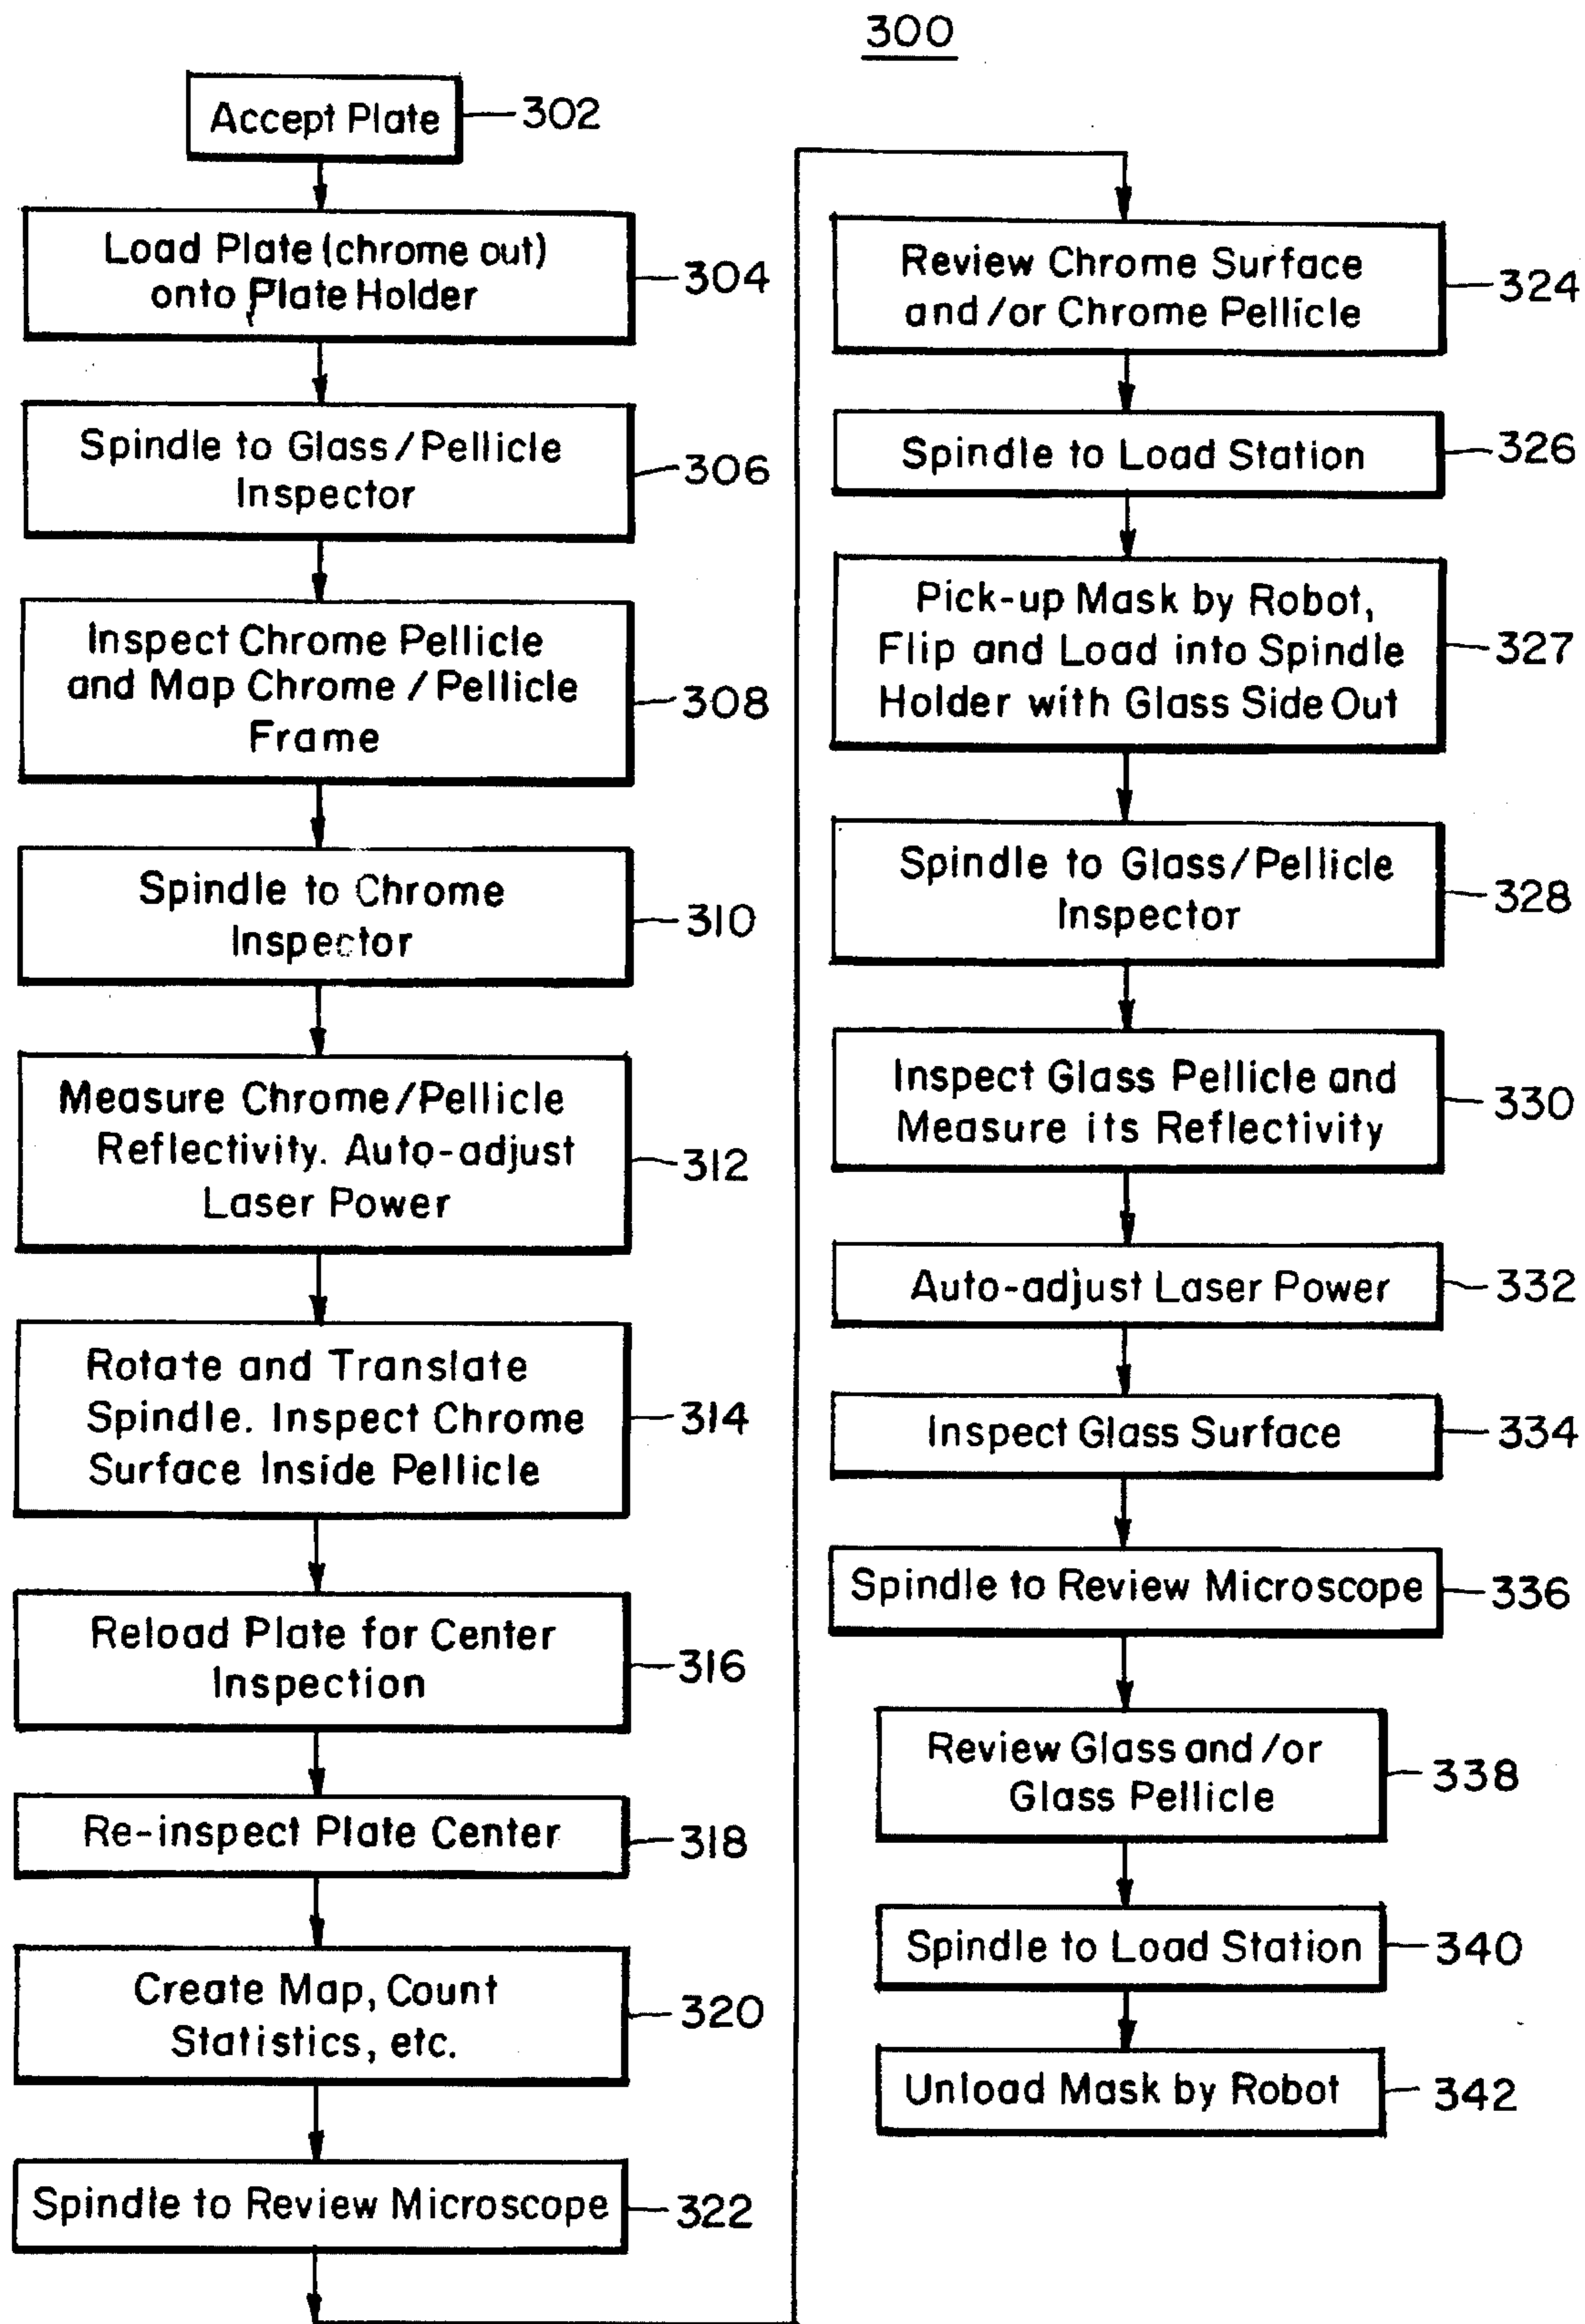 300
Accept Plate
302
Load Plate (chrome out)
onto Plate Holder
304
Spindle to Glass/Pellicle
Inspector
306
Inspect Chrome Pellicle
and Map Chrome / Pellicle
Frame
308
Spindle to Chrome
Inspector
310
Measure Chrome/Pellicle
Reflectivity. Auto-adjust
Laser Power
312
Rotate and Translate
Spindle. Inspect Chrome
Surface Inside Pellicle
314
Reload Plate for Center
Inspection
316
Re-inspect Plate Center
318
Create Map, Count
Statistics, etc.
320
Spindle to Review Microscope
322
Review Chrome Surface
and /or Chrome Pellicle
324
Spindle to Load Station
326
Pick-up Mask by Robot,
Flip and Load into Spindle
Holder with Glass Side Out
327
Spindle to Glass/Pellicle
Inspector
328
Inspect Glass Pellicle and
Measure its Reflectivity
330
Auto-adjust Laser Power
332
Inspect Glass Surface
334
Spindle to Review Microscope
336
Review Glass and /or
Glass Pellicle
338
Spindle to Load Station
340
Unload Mask by Robot
342